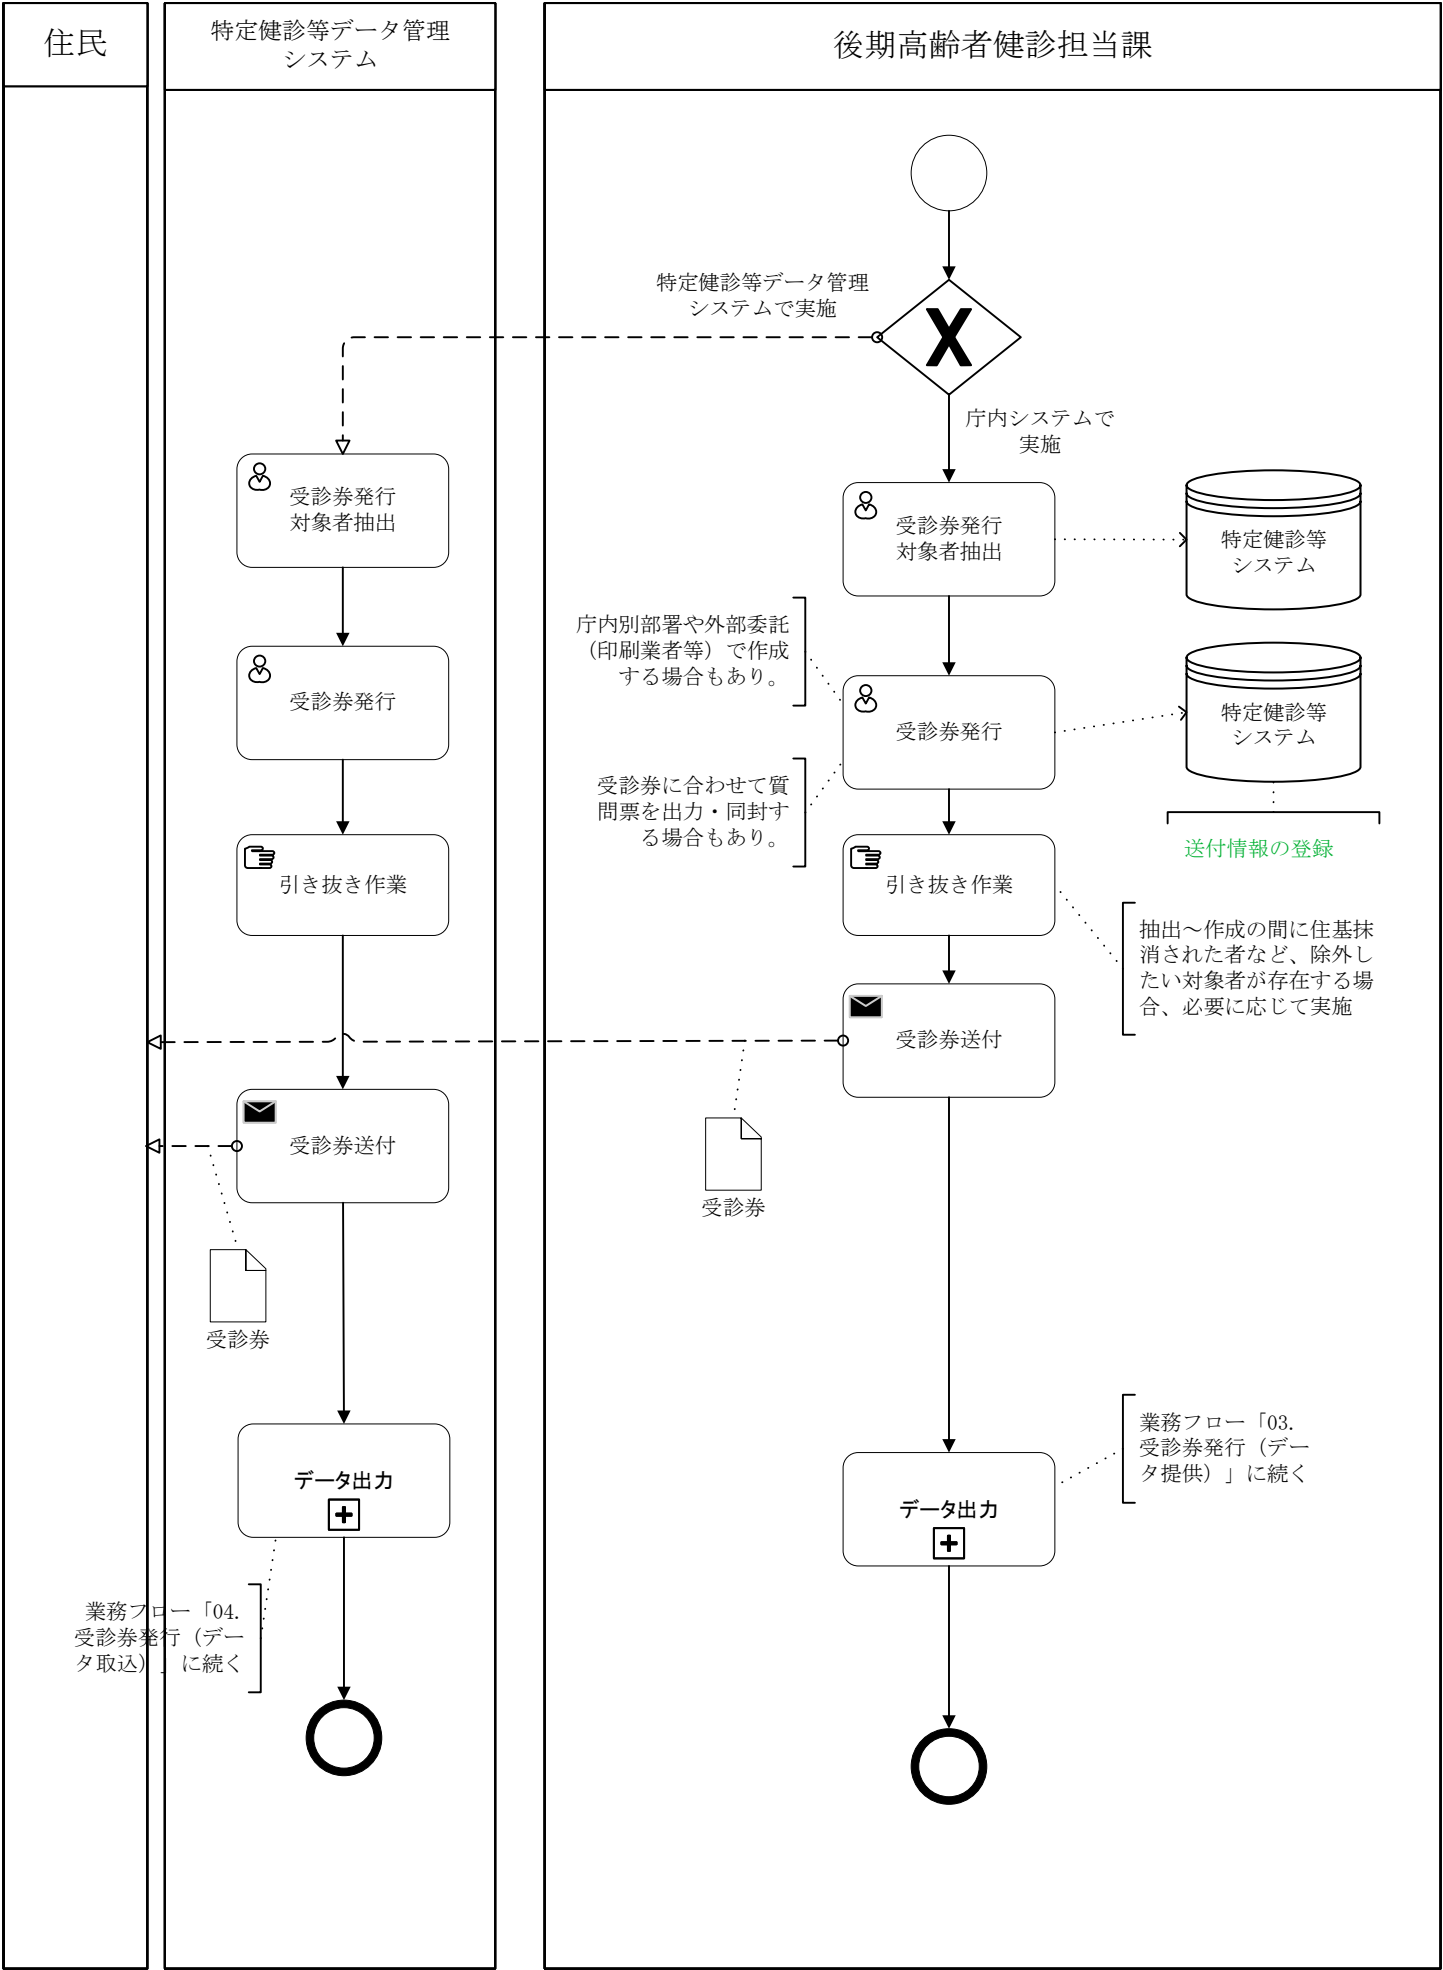 住民
特定健診等データ管理
システム
後期高齢者健診担当課
特定健診等データ管理
システムで実施
X
庁内システムで
実施
受診券発行
対象者抽出
受診券発行
対象者抽出
特定健診等
システム
庁内別部署や外部委託
（印刷業者等）で作成
する場合もあり。
受診券発行
受診券発行
特定健診等
システム
受診券に合わせて質
問票を出力・同封す
る場合もあり。
送付情報の登録
引き抜き作業
引き抜き作業
抽出～作成の間に住基抹
消された者など、除外し
たい対象者が存在する場
合、必要に応じて実施
受診券送付
受診券送付
受診券
受診券
業務フロー「03.
受診券発行（デー
タ提供）」に続く
データ出力
データ出力
業務フロー「04.
受診券発行（デー
タ取込）」に続く